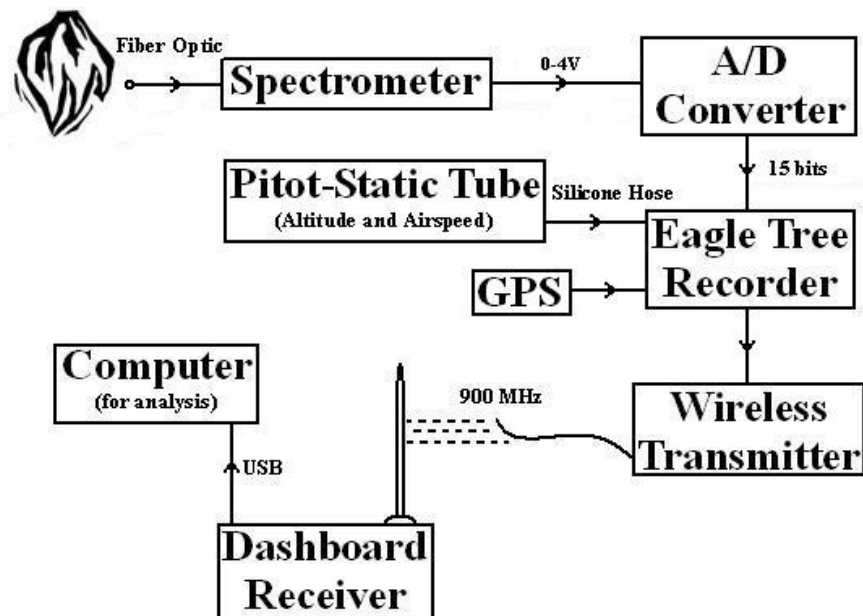 Fiber Optic
Spectrometer
0-4V
A/D
Converter
15 bits
Pitot-Static Tube
(Altitude and Airspeed)
Silicone Hose
Eagle Tree
Recorder
GPS
Computer
(for analysis)
900 MHz
Wireless
Transmitter
USB
Dashboard
Receiver